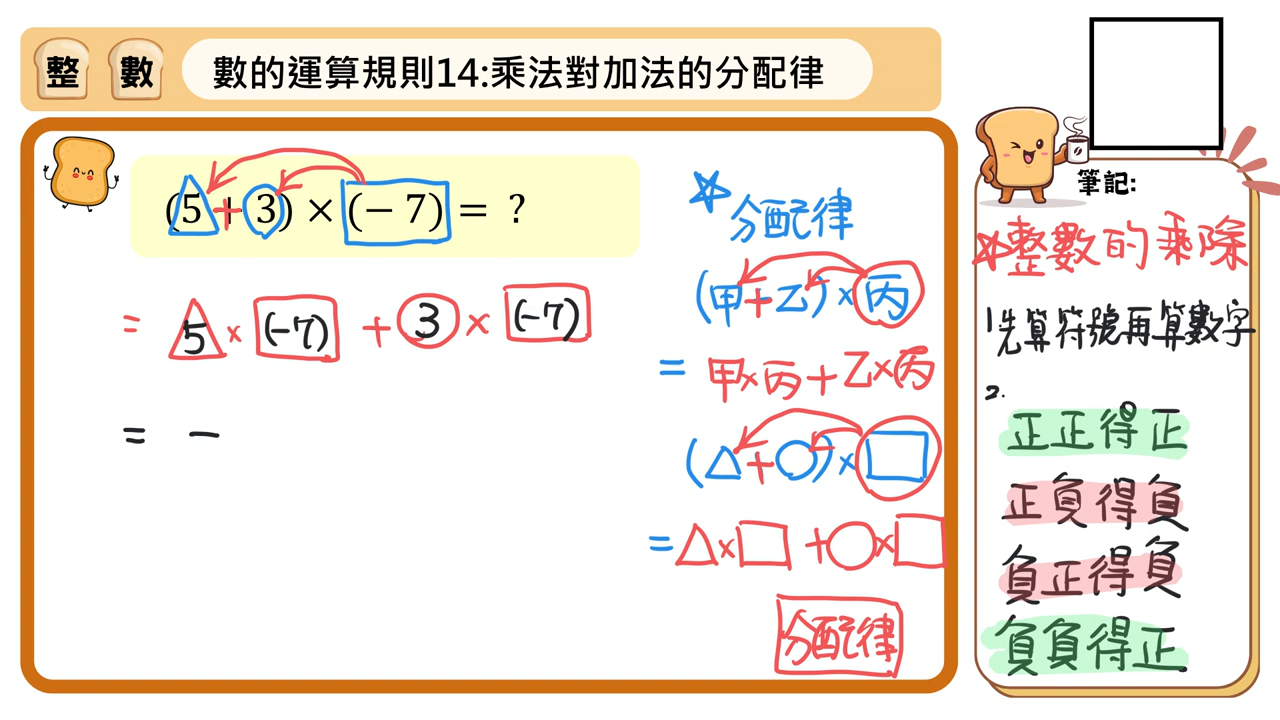 整 數 數的運算規則14:乘法對加法的分配律
(5+3)×(−7)= ?
= 5 × (-7) + 3 × (-7)
= −
分配律
(甲+乙)×丙
= 甲×丙+乙×丙
(△+○)×□
=△×□+○×□
分配律
筆記:
整數的乘除
1.先算符號再算數字
2.
正正得正
正負得負
負正得負
負負得正